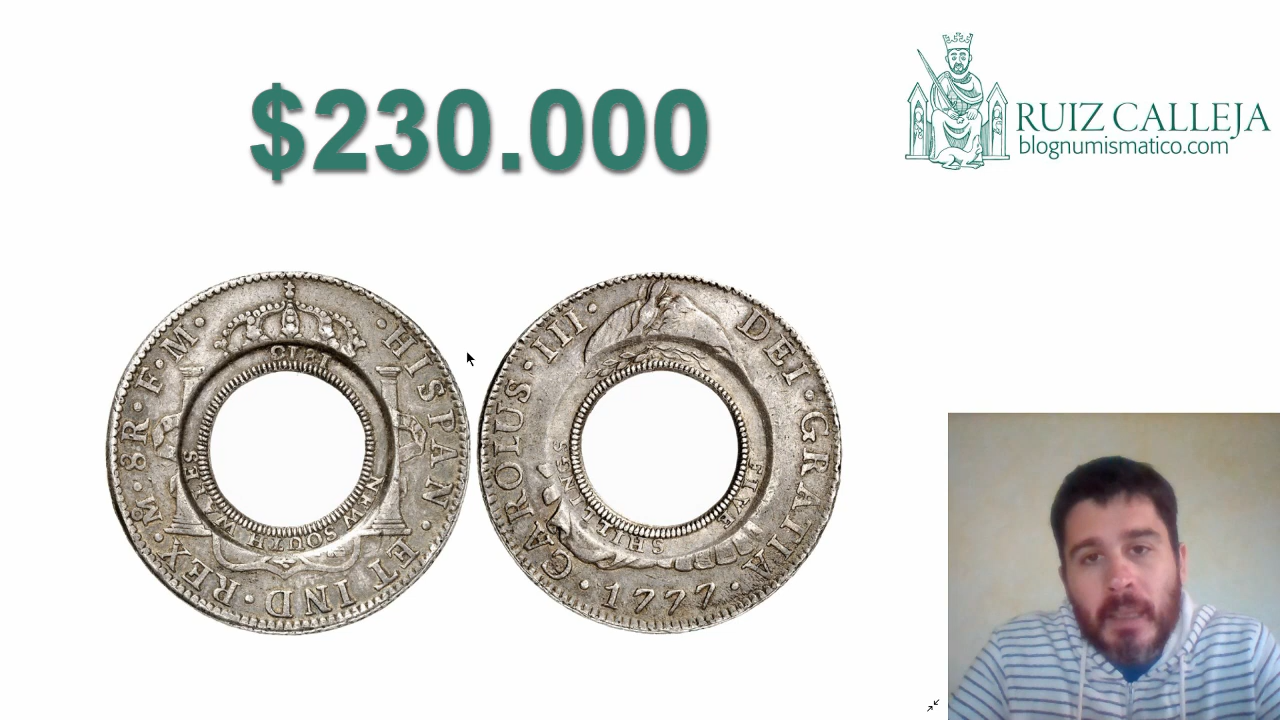 $230.000
RUIZ CALLEJA
blognumismatico.com
· HISPAN · ET IND · REX · Mº · 8R · F · M ·
1813
NEW SOUTH WALES
CAROLUS · III · DEI · GRATIA · 1777 ·
FIVE SHILLINGS